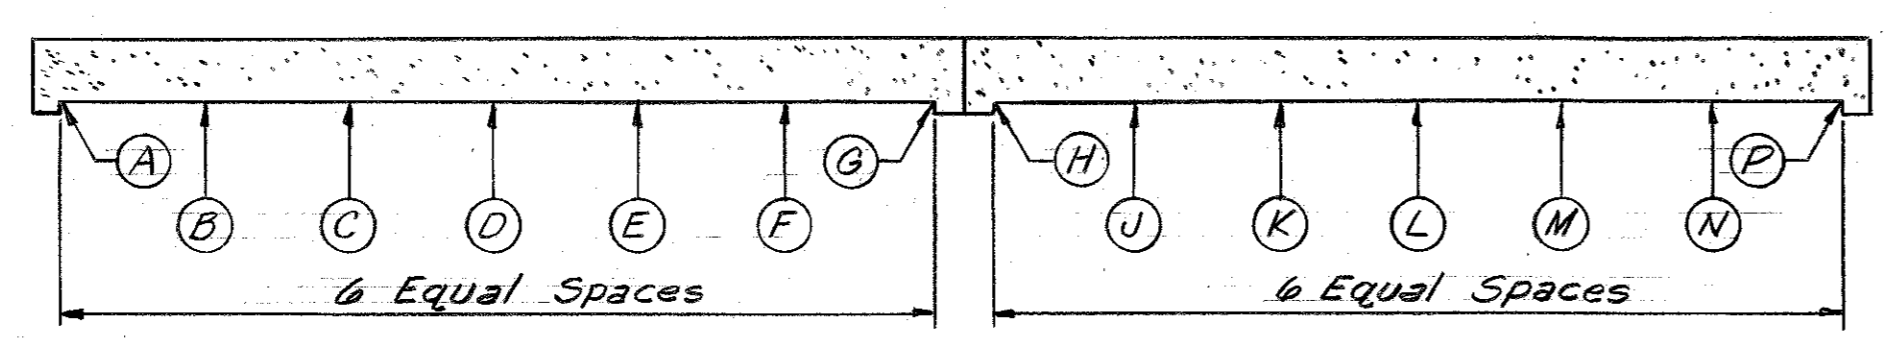 A G H P
B C D E F J K L M N
6 Equal Spaces 6 Equal Spaces